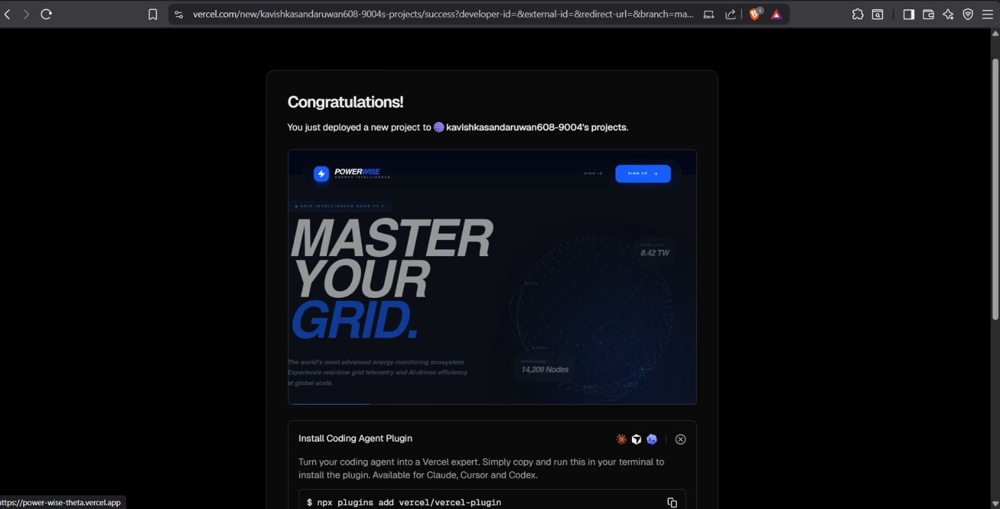 vercel.com/new/kavishkasandaruwan608-9004s-projects/success?developer-id=&external-id=&redirect-url=&branch=ma...
1
Congratulations!
You just deployed a new project to kavishkasandaruwan608-9004's projects.
POWERWISE
ENERGY INTELLIGENCE
SIGN IN
SIGN UP →
GRID INTELLIGENCE NODE V4.0
MASTER
YOUR
GRID.
GLOBAL LOAD
8.42 TW
SYNCHRONIZED
14,209 Nodes
The world's most advanced energy monitoring ecosystem.
Experience real-time grid telemetry and AI-driven efficiency
at global scale.
Install Coding Agent Plugin
Turn your coding agent into a Vercel expert. Simply copy and run this in your terminal to
install the plugin. Available for Claude, Cursor and Codex.
$ npx plugins add vercel/vercel-plugin
https://power-wise-theta.vercel.app